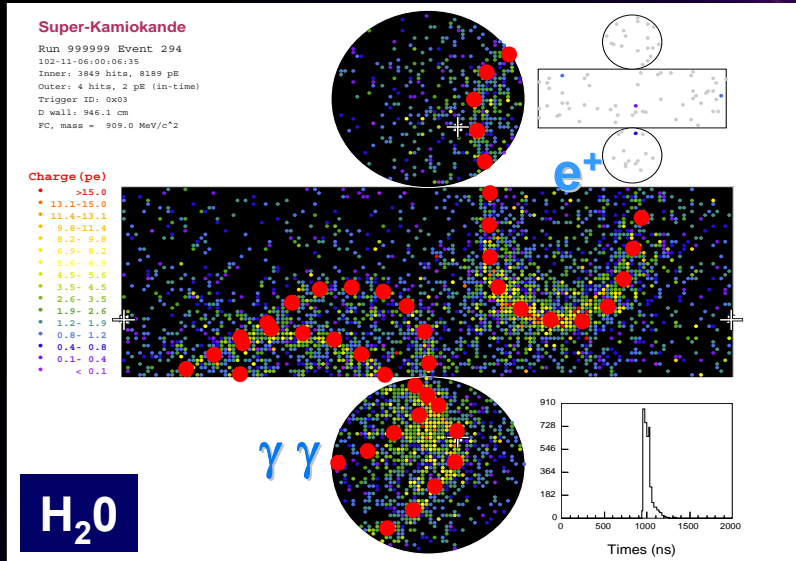 Super-Kamiokande
Run 999999 Event 294
102-11-06:00:06:35
Inner: 3849 hits, 8189 pE
Outer: 4 hits, 2 pE (in-time)
Trigger ID: 0x03
D wall: 946.1 cm
FC, mass = 909.0 MeV/c^2
e+
Charge(pe)
>15.0
13.1-15.0
11.4-13.1
9.8-11.4
8.2- 9.8
6.9- 8.2
4.5- 5.6
3.5- 4.5
2.6- 3.5
1.9- 2.6
1.2- 1.9
0.8- 1.2
0.4- 0.8
0.1- 0.4
< 0.1
γ γ
H20
910
728
546
364
182
0
0 500 1000 1500 2000
Times (ns)